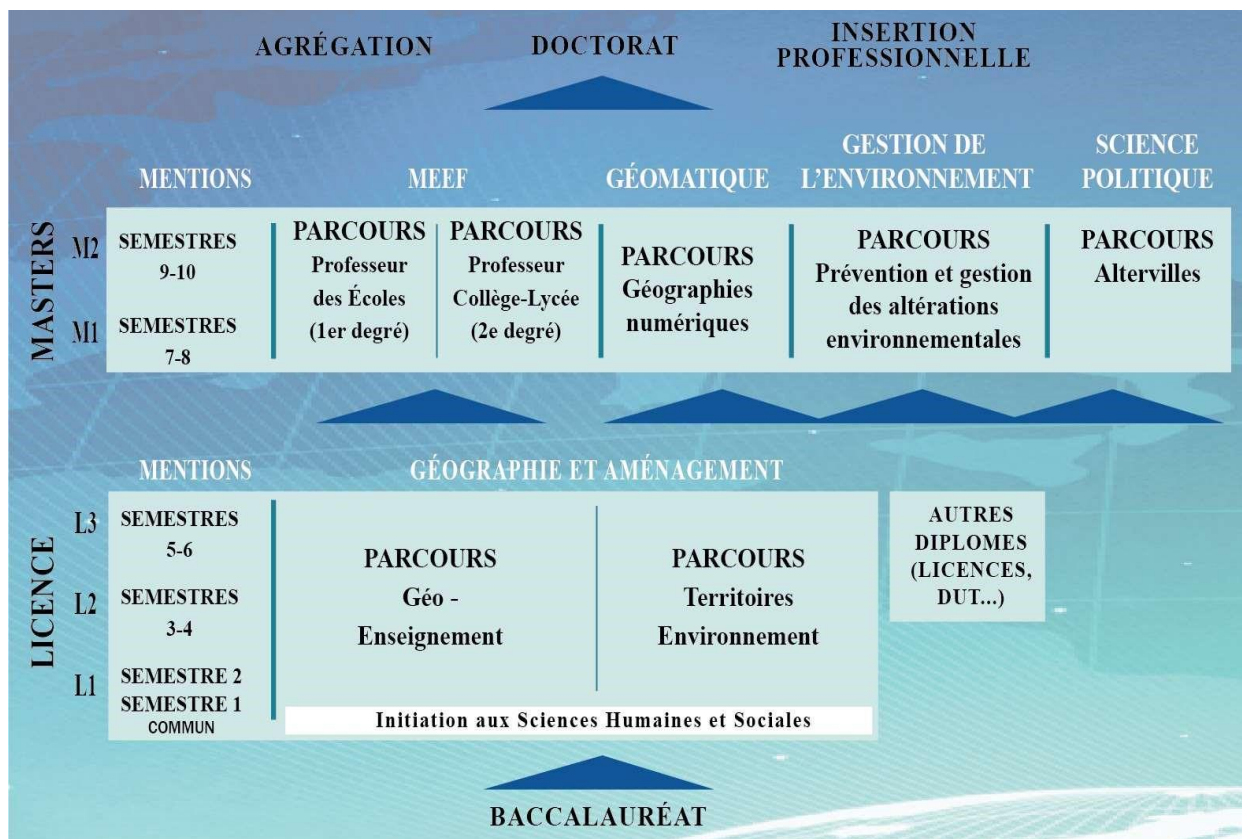 AGRÉGATION
DOCTORAT
INSERTION
PROFESSIONNELLE
MASTERS
MENTIONS
MEEF
GÉOMATIQUE
GESTION DE
L'ENVIRONNEMENT
SCIENCE
POLITIQUE
M2
SEMESTRES
9-10
M1
SEMESTRES
7-8
PARCOURS
Professeur
des Écoles
(1er degré)
PARCOURS
Professeur
Collège-Lycée
(2e degré)
PARCOURS
Géographies
numériques
PARCOURS
Prévention et gestion
des altérations
environnementales
PARCOURS
Altervilles
LICENCE
MENTIONS
GÉOGRAPHIE ET AMÉNAGEMENT
L3
SEMESTRES
5-6
L2
SEMESTRES
3-4
L1
SEMESTRE 2
SEMESTRE 1
COMMUN
PARCOURS
Géo -
Enseignement
PARCOURS
Territoires
Environnement
Initiation aux Sciences Humaines et Sociales
AUTRES
DIPLOMES
(LICENCES,
DUT...)
BACCALAURÉAT